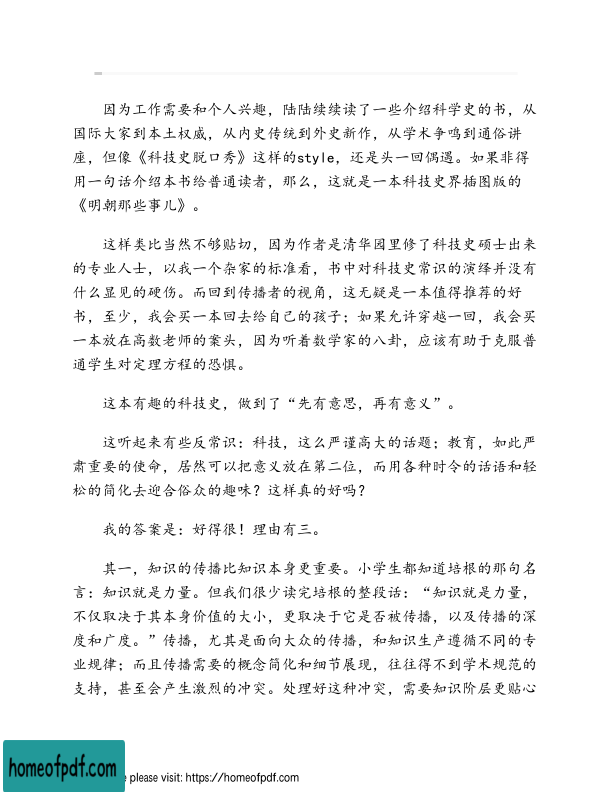 因为工作需要和个人兴趣，陆陆续续读了一些介绍科学史的书，从
国际大家到本土权威，从内史传统到外史新作，从学术争鸣到通俗讲
座，但像《科技史脱口秀》这样的style，还是头一回偶遇。如果非得
用一句话介绍本书给普通读者，那么，这就是一本科技史界插图版的
《明朝那些事儿》。
这样类比当然不够贴切，因为作者是清华园里修了科技史硕士出来
的专业人士，以我一个杂家的标准看，书中对科技史常识的演绎并没有
什么显见的硬伤。而回到传播者的视角，这无疑是一本值得推荐的好
书，至少，我会买一本回去给自己的孩子；如果允许穿越一回，我会买
一本放在高数老师的案头，因为听着数学家的八卦，应该有助于克服普
通学生对定理方程的恐惧。
这本有趣的科技史，做到了“先有意思，再有意义”。
这听起来有些反常识：科技，这么严谨高大的话题；教育，如此严
肃重要的使命，居然可以把意义放在第二位，而用各种时令的话语和轻
松的简化去迎合俗众的趣味？这样真的好吗？
我的答案是：好得很！理由有三。
其一，知识的传播比知识本身更重要。小学生都知道培根的那句名
言：知识就是力量。但我们很少读完培根的整段话：“知识就是力量，
不仅取决于其本身价值的大小，更取决于它是否被传播，以及传播的深
度和广度。”传播，尤其是面向大众的传播，和知识生产遵循不同的专
业规律；而且传播需要的概念简化和细节展现，往往得不到学术规范的
支持，甚至会产生激烈的冲突。处理好这种冲突，需要知识阶层更贴心
homeofpdf.com
e please visit: https://homeofpdf.com